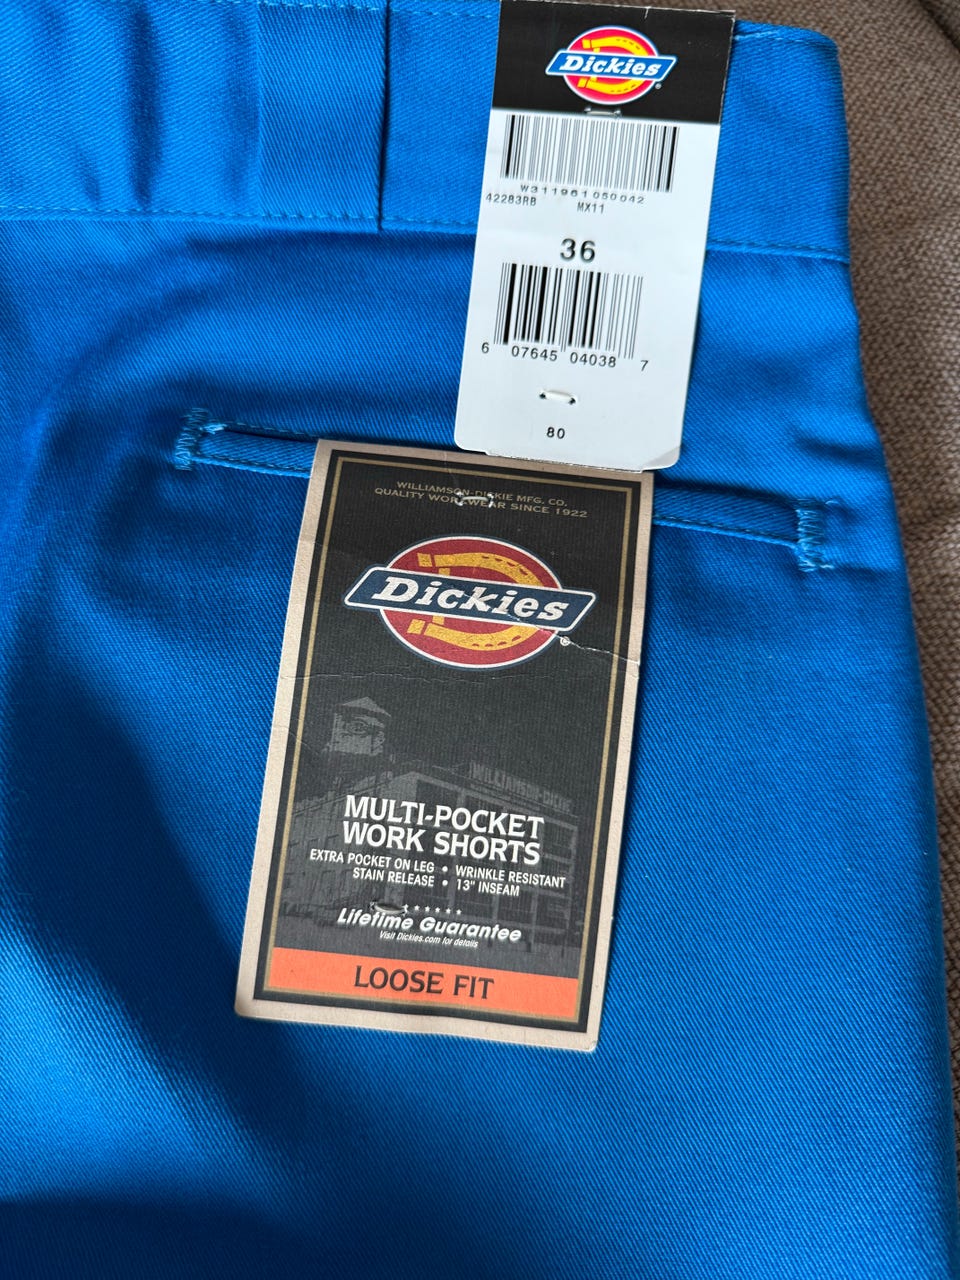 Dickies
W311961050042
42283RB MX11
36
6 07645 04038 7
80
WILLIAMSON-DICKIE MFG. CO.
QUALITY WORKWEAR SINCE 1922
Dickies
WILLIAMSON-DICKIE
MULTI-POCKET
WORK SHORTS
EXTRA POCKET ON LEG • WRINKLE RESISTANT
STAIN RELEASE • 13" INSEAM
Lifetime Guarantee
Visit Dickies.com for details
LOOSE FIT